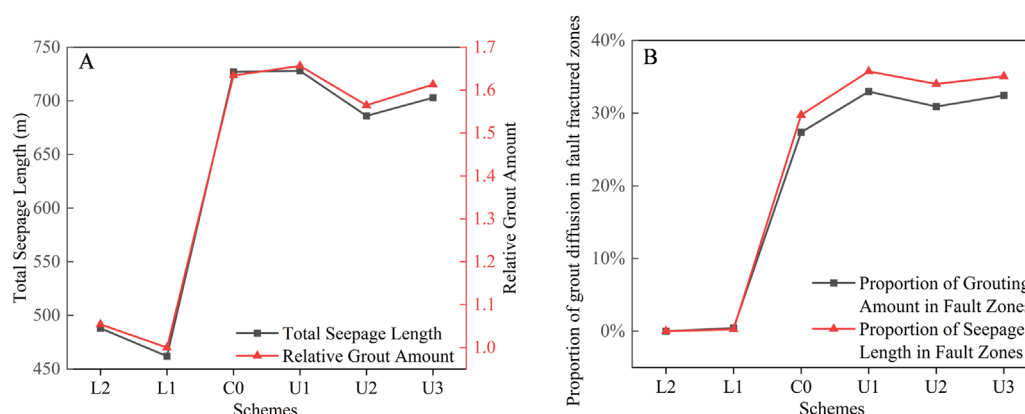 A
Total Seepage Length (m)
750
700
650
600
550
500
450
1.7
1.6
1.5
1.4
1.3
1.2
1.1
1.0
Relative Grout Amount
Total Seepage Length
Relative Grout Amount
L2 L1 C0 U1 U2 U3
Schemes
B
Proportion of grout diffusion in fault fractured zones
40%
30%
20%
10%
0%
Proportion of Grouting
Amount in Fault Zones
Proportion of Seepage
Length in Fault Zones
L2 L1 C0 U1 U2 U3
Schemes